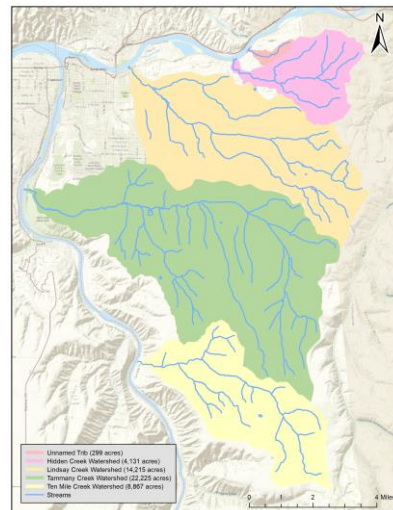 N
Unnamed Trib (299 acres)
Hidden Creek Watershed (4,131 acres)
Lindsay Creek Watershed (14,215 acres)
Tammany Creek Watershed (22,225 acres)
Ten Mile Creek Watershed (8,867 acres)
Streams
0 1 2 4 Miles